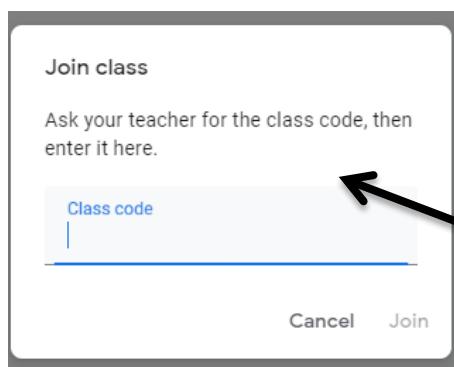 Join class
Ask your teacher for the class code, then
enter it here.
Class code
Cancel Join